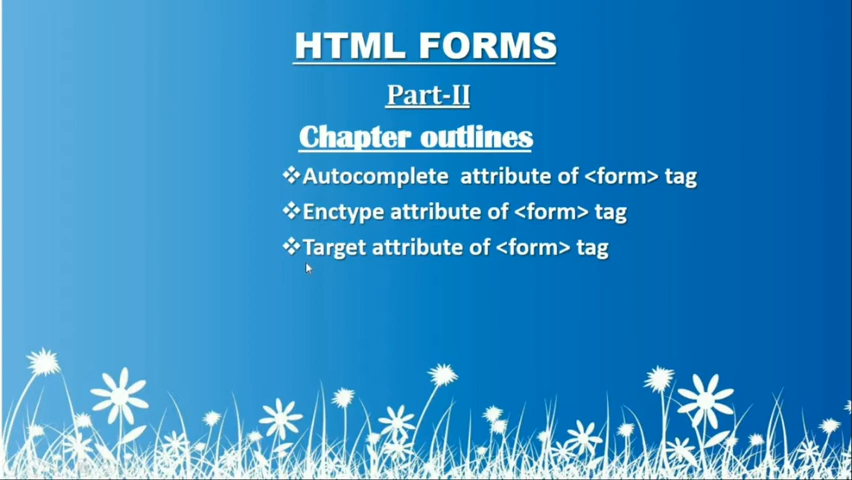 HTML FORMS
Part-II
Chapter outlines
❖Autocomplete attribute of <form> tag
❖Enctype attribute of <form> tag
❖Target attribute of <form> tag